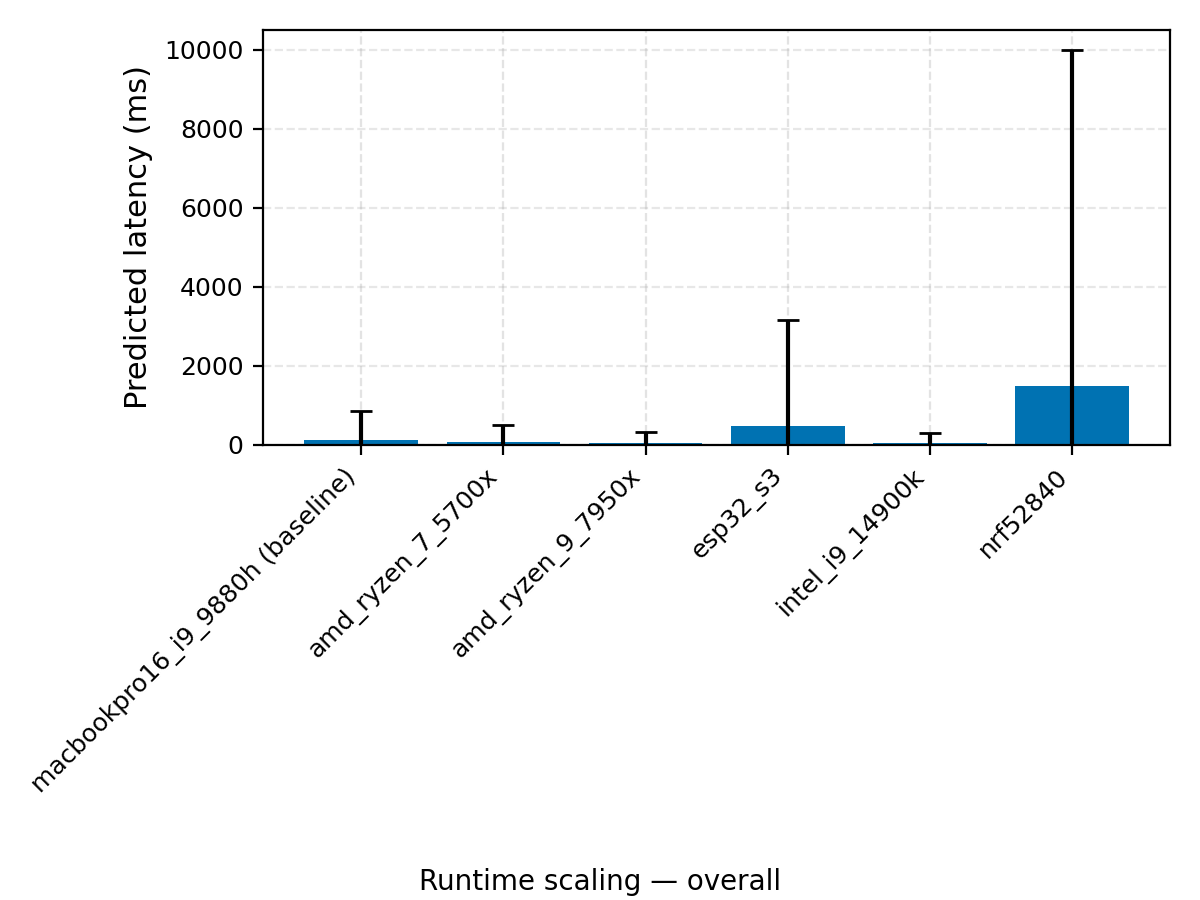 Predicted latency (ms)
10000
8000
6000
4000
2000
0
macbookpro16_i9_9880h (baseline)
amd_ryzen_7_5700x
amd_ryzen_9_7950x
esp32_s3
intel_i9_14900k
nrf52840
Runtime scaling — overall